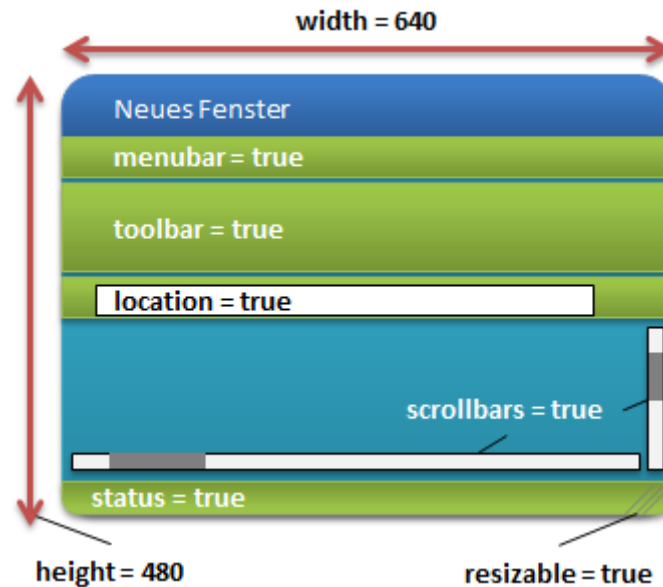 width = 640
Neues Fenster
menubar = true
toolbar = true
location = true
scrollbars = true
status = true
height = 480
resizable = true